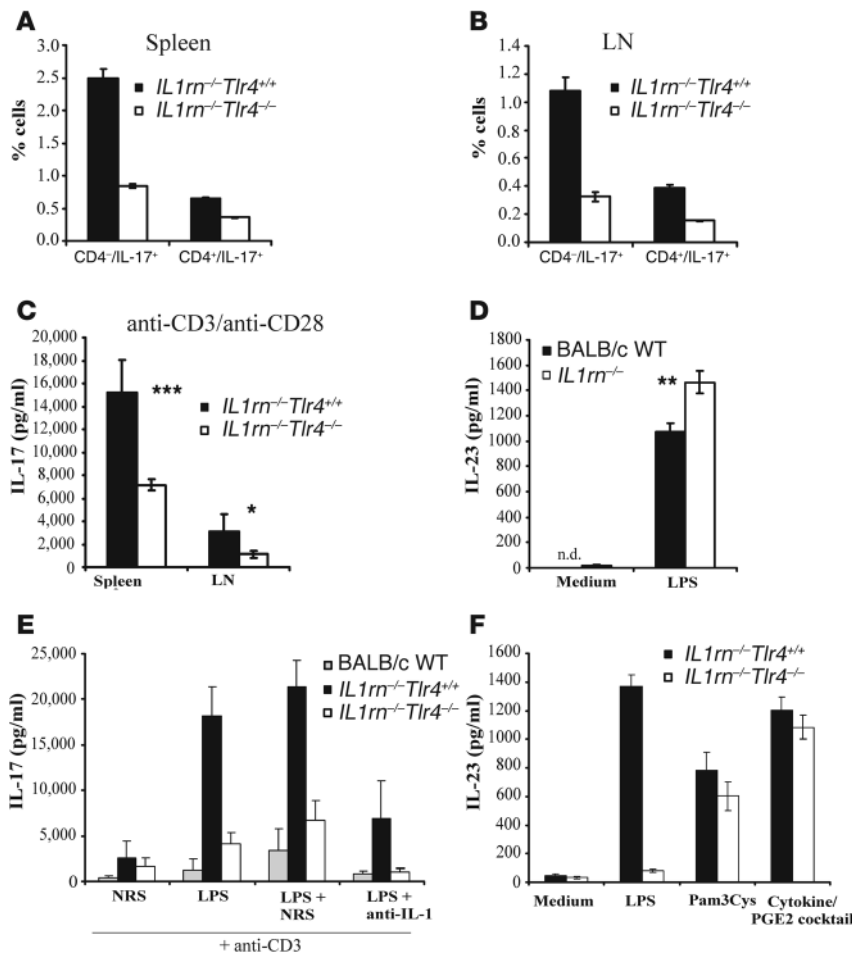 A
Spleen
% cells
3.0
2.5
2.0
1.5
1.0
0.5
0.0
IL1rn⁻/⁻Tlr4⁺/⁺
IL1rn⁻/⁻Tlr4⁻/⁻
CD4⁻/IL-17⁺
CD4⁺/IL-17⁺
B
LN
% cells
1.4
1.2
1.0
0.8
0.6
0.4
0.2
0.0
IL1rn⁻/⁻Tlr4⁺/⁺
IL1rn⁻/⁻Tlr4⁻/⁻
CD4⁻/IL-17⁺
CD4⁺/IL-17⁺
C
anti-CD3/anti-CD28
IL-17 (pg/ml)
20,000
18,000
16,000
14,000
12,000
10,000
8,000
6,000
4,000
2,000
0
***
IL1rn⁻/⁻Tlr4⁺/⁺
IL1rn⁻/⁻Tlr4⁻/⁻
*
Spleen
LN
D
IL-23 (pg/ml)
1800
1600
1400
1200
1000
800
600
400
200
0
BALB/c WT
IL1rn⁻/⁻
**
n.d.
Medium
LPS
E
IL-17 (pg/ml)
25,000
20,000
15,000
10,000
5,000
0
BALB/c WT
IL1rn⁻/⁻Tlr4⁺/⁺
IL1rn⁻/⁻Tlr4⁻/⁻
NRS
LPS
LPS +
NRS
LPS +
anti-IL-1
+ anti-CD3
F
IL-23 (pg/ml)
1600
1400
1200
1000
800
600
400
200
0
IL1rn⁻/⁻Tlr4⁺/⁺
IL1rn⁻/⁻Tlr4⁻/⁻
Medium
LPS
Pam3Cys
Cytokine/
PGE2 cocktail